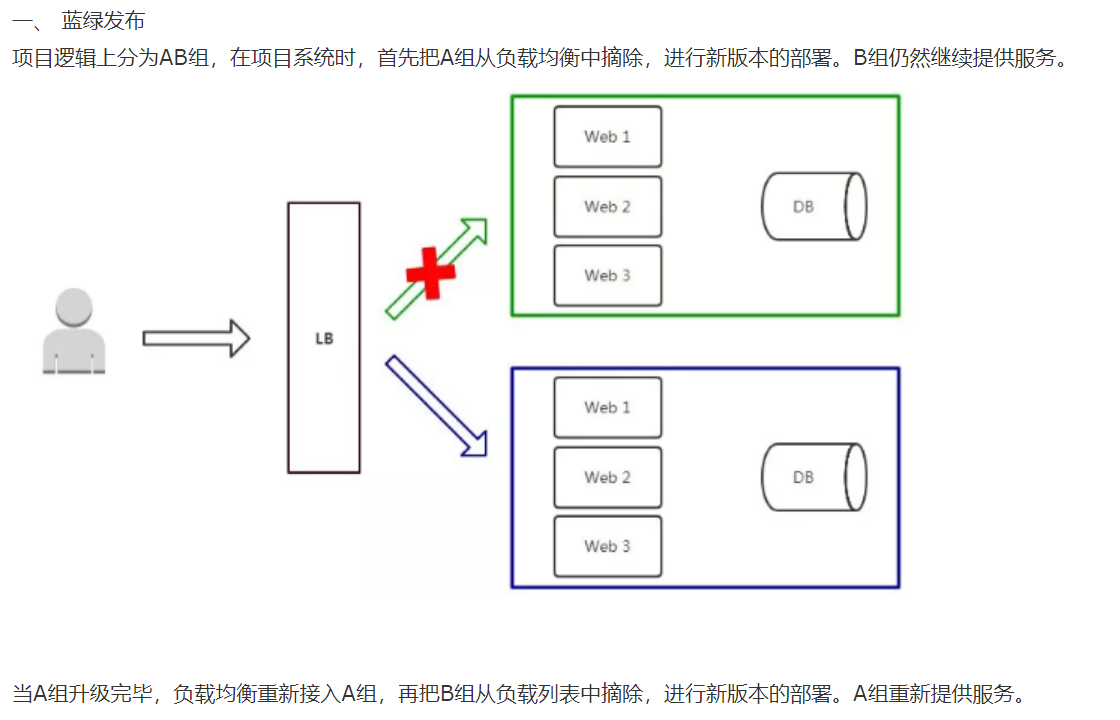 一、 蓝绿发布
项目逻辑上分为AB组，在项目系统时，首先把A组从负载均衡中摘除，进行新版本的部署。B组仍然继续提供服务。
LB
Web 1
Web 2
Web 3
DB
Web 1
Web 2
Web 3
DB
当A组升级完毕，负载均衡重新接入A组，再把B组从负载列表中摘除，进行新版本的部署。A组重新提供服务。